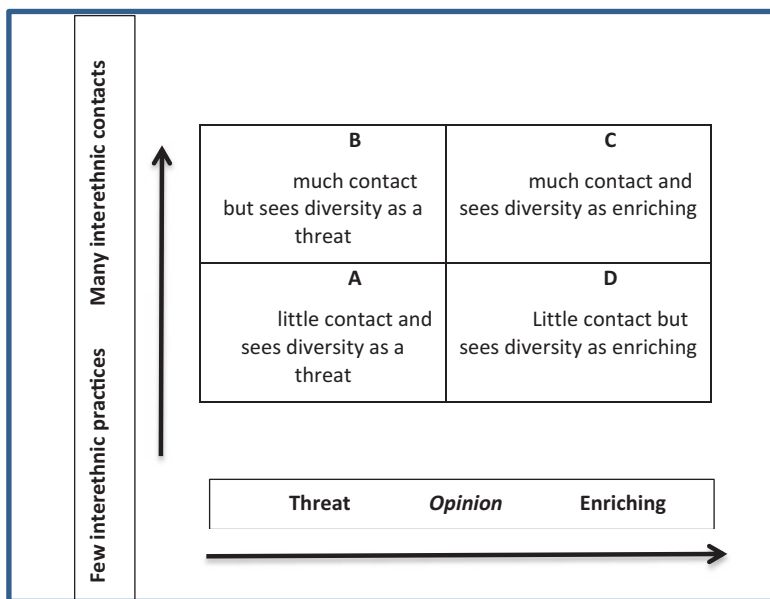 Many interethnic contacts
Few interethnic practices
B
much contact
but sees diversity as a
threat
C
much contact and
sees diversity as enriching
A
little contact and
sees diversity as a
threat
D
Little contact but
sees diversity as enriching
Threat Opinion Enriching